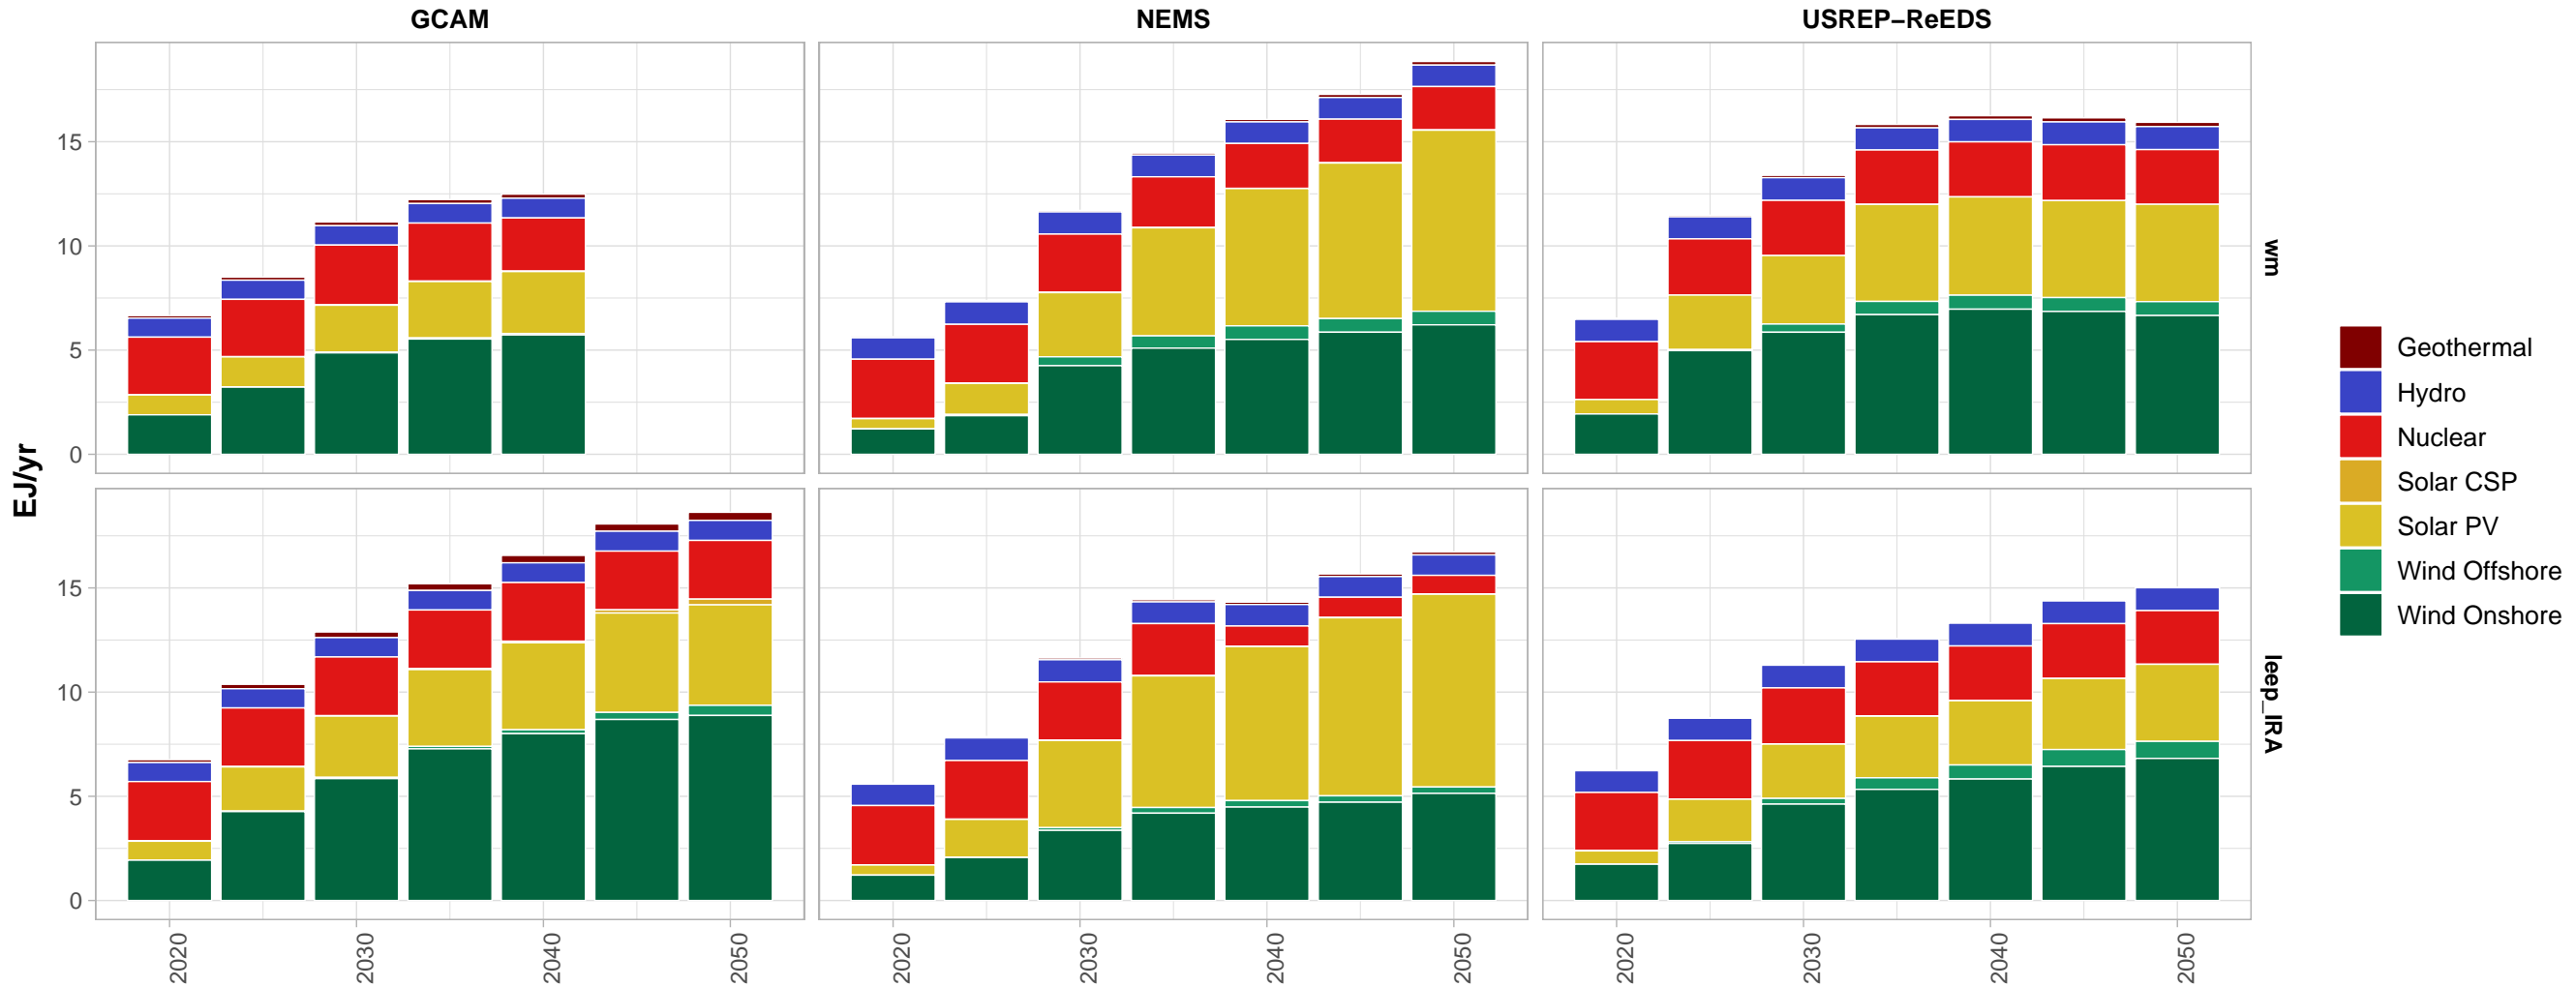 GCAM NEMS USREP−ReEDS
15
10
5
0
wm
EJ/yr
15
10
5
0
leep_IRA
2020 2030 2040 2050 2020 2030 2040 2050 2020 2030 2040 2050
Geothermal
Hydro
Nuclear
Solar CSP
Solar PV
Wind Offshore
Wind Onshore